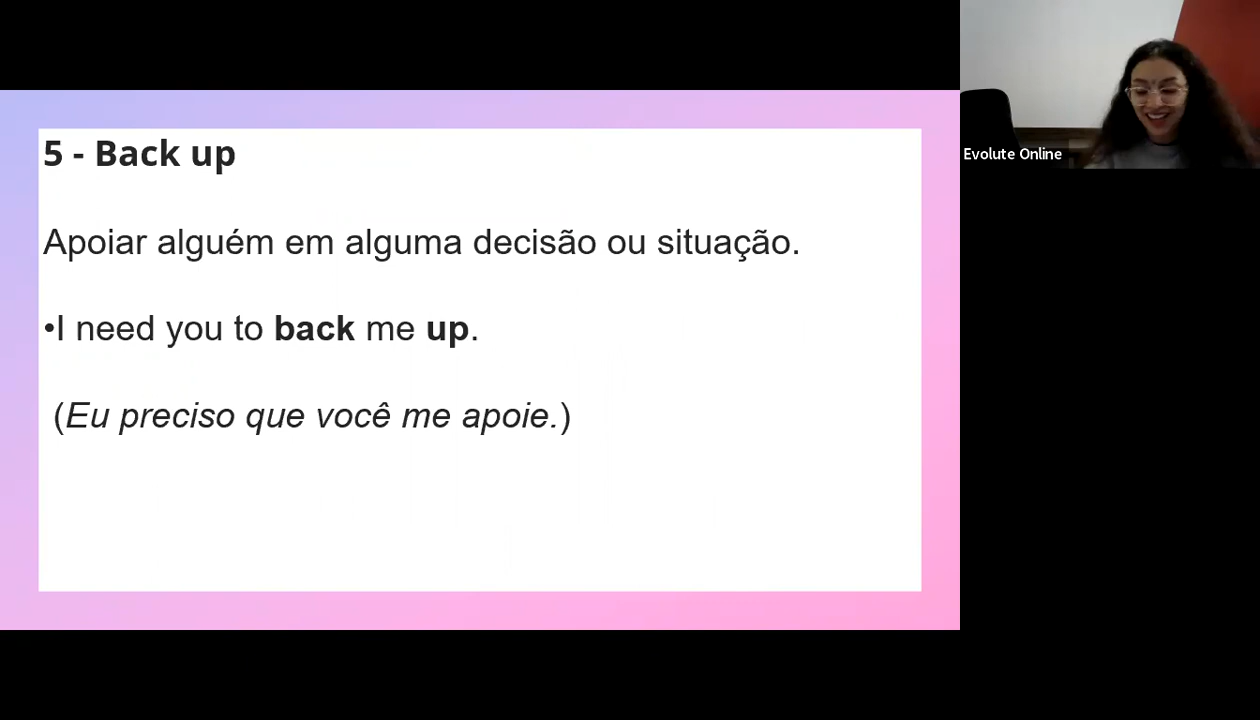 5 - Back up
Apoiar alguém em alguma decisão ou situação.
•I need you to back me up.
(Eu preciso que você me apoie.)
Evolute Online